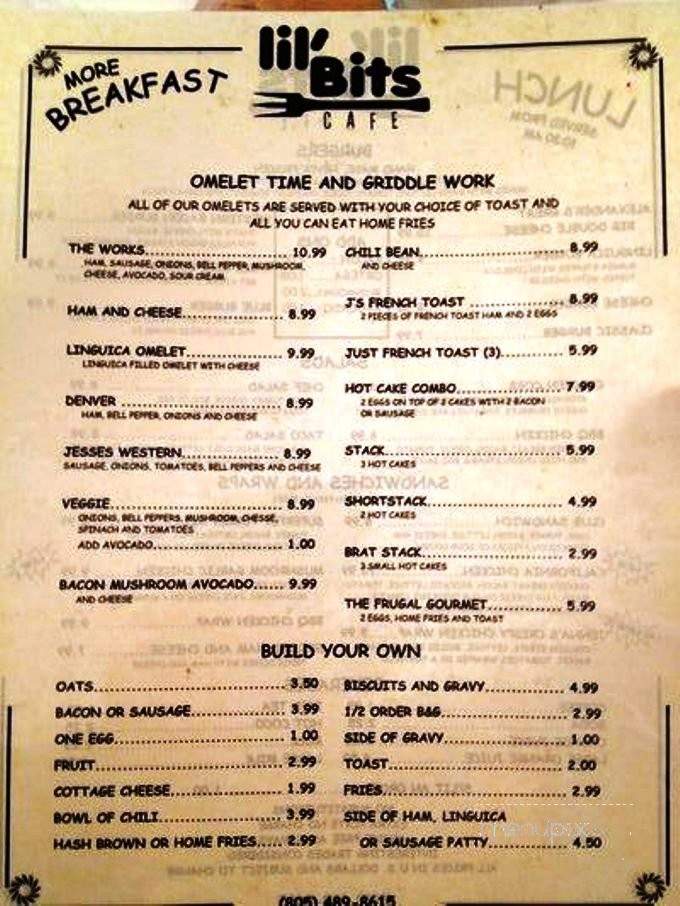 MORE
BREAKFAST
lil'
Bits
CAFE
LUNCH
SERVED FROM
10:30 AM
OMELET TIME AND GRIDDLE WORK
ALL OF OUR OMELETS ARE SERVED WITH YOUR CHOICE OF TOAST AND
ALL YOU CAN EAT HOME FRIES
THE WORKS 10.99
HAM, SAUSAGE, ONIONS, BELL PEPPER, MUSHROOM,
CHEESE, AVOCADO, SOUR CREAM
HAM AND CHEESE 8.99
LINGUICA OMELET 9.99
LINGUICA FILLED OMELET WITH CHEESE
DENVER 8.99
HAM, BELL PEPPER, ONIONS AND CHEESE
JESSES WESTERN 8.99
SAUSAGE, ONIONS, TOMATOES, BELL PEPPERS AND CHEESE
VEGGIE 8.99
ONIONS, BELL PEPPERS, MUSHROOM, CHESSE,
SPINACH AND TOMATOES
ADD AVOCADO 1.00
BACON MUSHROOM AVOCADO 9.99
AND CHEESE
CHILI BEAN 8.99
AND CHEESE
J'S FRENCH TOAST 8.99
2 PIECES OF FRENCH TOAST HAM AND 2 EGGS
JUST FRENCH TOAST (3) 5.99
HOT CAKE COMBO 7.99
2 EGGS ON TOP OF 2 CAKES WITH 2 BACON
OR SAUSAGE
STACK 5.99
3 HOT CAKES
SHORTSTACK 4.99
2 HOT CAKES
BRAT STACK 2.99
3 SMALL HOT CAKES
THE FRUGAL GOURMET 5.99
2 EGGS, HOME FRIES AND TOAST
BUILD YOUR OWN
OATS 3.50
BACON OR SAUSAGE 3.99
ONE EGG 1.00
FRUIT 2.99
COTTAGE CHEESE 1.99
BOWL OF CHILI 3.99
HASH BROWN OR HOME FRIES 2.99
BISCUITS AND GRAVY 4.99
1/2 ORDER B&G 2.99
SIDE OF GRAVY 1.00
TOAST 2.00
FRIES 2.99
SIDE OF HAM, LINGUICA
OR SAUSAGE PATTY 4.50
menupix
(805) 489-8615